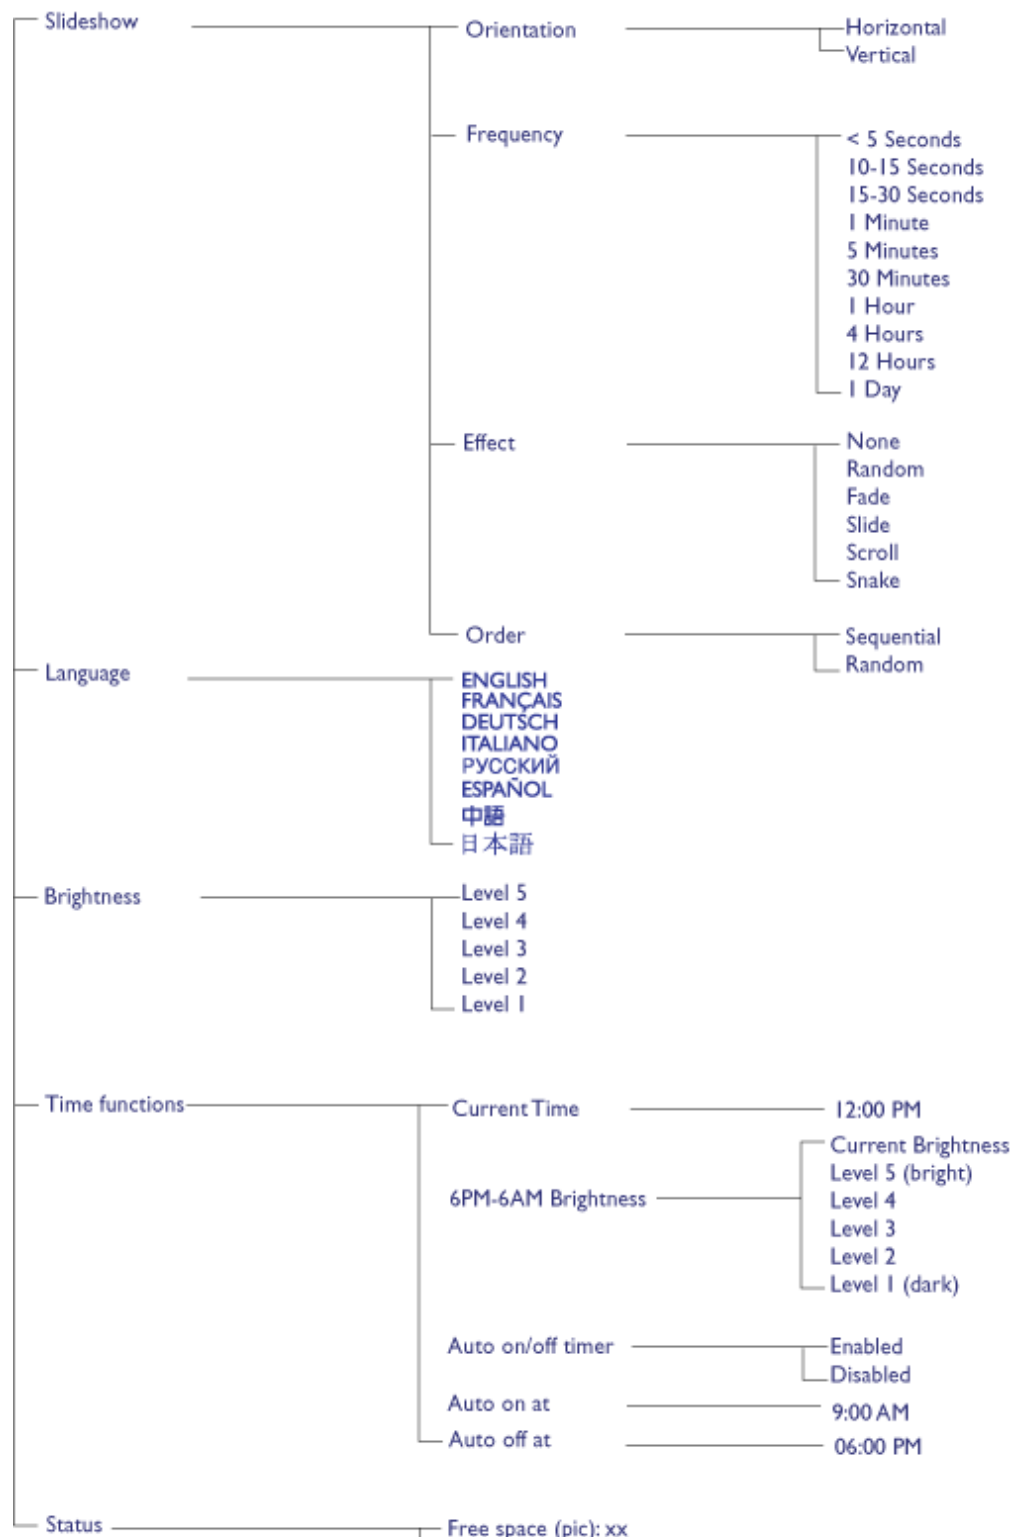 Slideshow
Orientation
Horizontal
Vertical
Frequency
< 5 Seconds
10-15 Seconds
15-30 Seconds
1 Minute
5 Minutes
30 Minutes
1 Hour
4 Hours
12 Hours
1 Day
Effect
None
Random
Fade
Slide
Scroll
Snake
Order
Sequential
Random
Language
ENGLISH
FRANÇAIS
DEUTSCH
ITALIANO
РУССКИЙ
ESPAÑOL
中語
日本語
Brightness
Level 5
Level 4
Level 3
Level 2
Level 1
Time functions
Current Time
12:00 PM
6PM-6AM Brightness
Current Brightness
Level 5 (bright)
Level 4
Level 3
Level 2
Level 1 (dark)
Auto on/off timer
Enabled
Disabled
Auto on at
9:00 AM
Auto off at
06:00 PM
Status
Free space (pic): xx